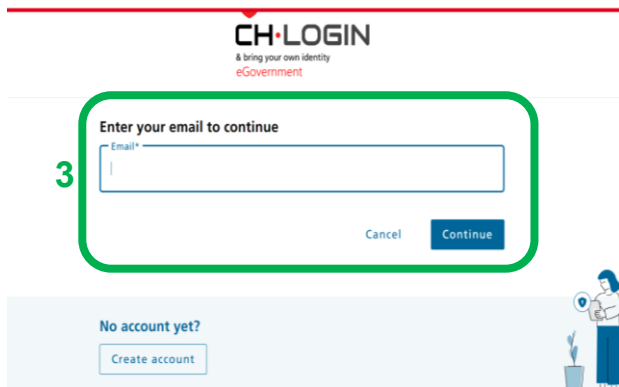 CH·LOGIN
& bring your own identity
eGovernment
Enter your email to continue
3
Email*
Cancel Continue
No account yet?
Create account